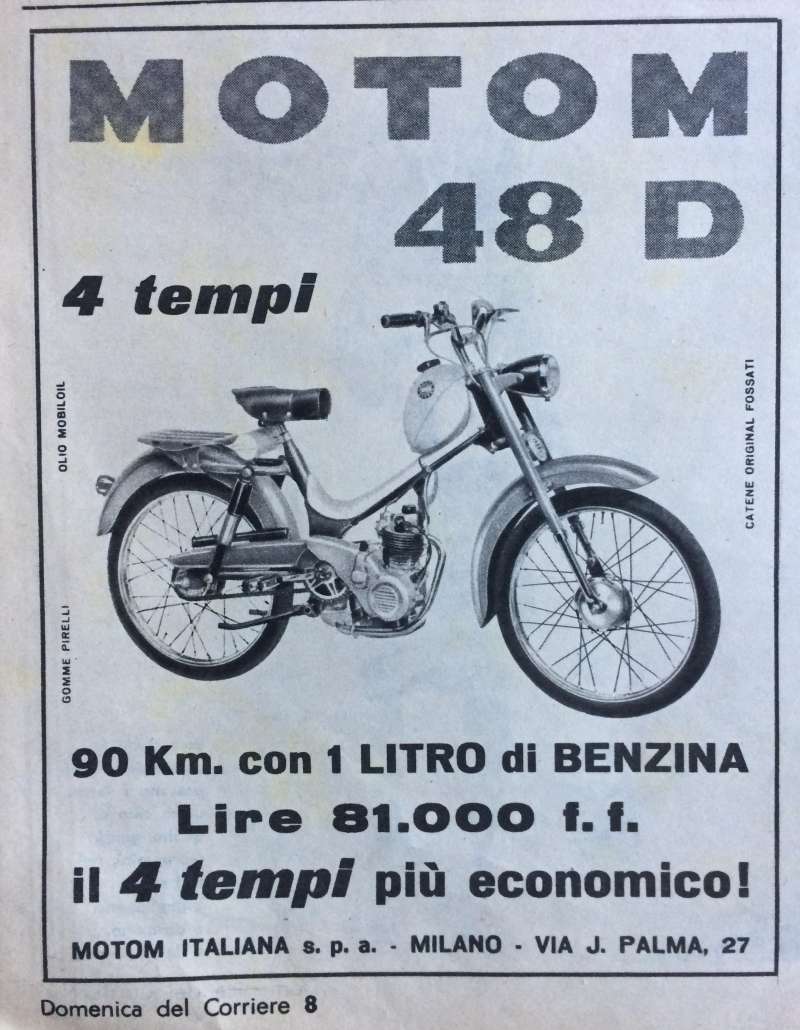 MOTOM
48 D
4 tempi
OLIO MOBILOIL
GOMME PIRELLI
CATENE ORIGINAL FOSSATI
90 Km. con 1 LITRO di BENZINA
Lire 81.000 f. f.
il 4 tempi più economico!
MOTOM ITALIANA s. p. a. - MILANO - VIA J. PALMA, 27
Domenica del Corriere 8